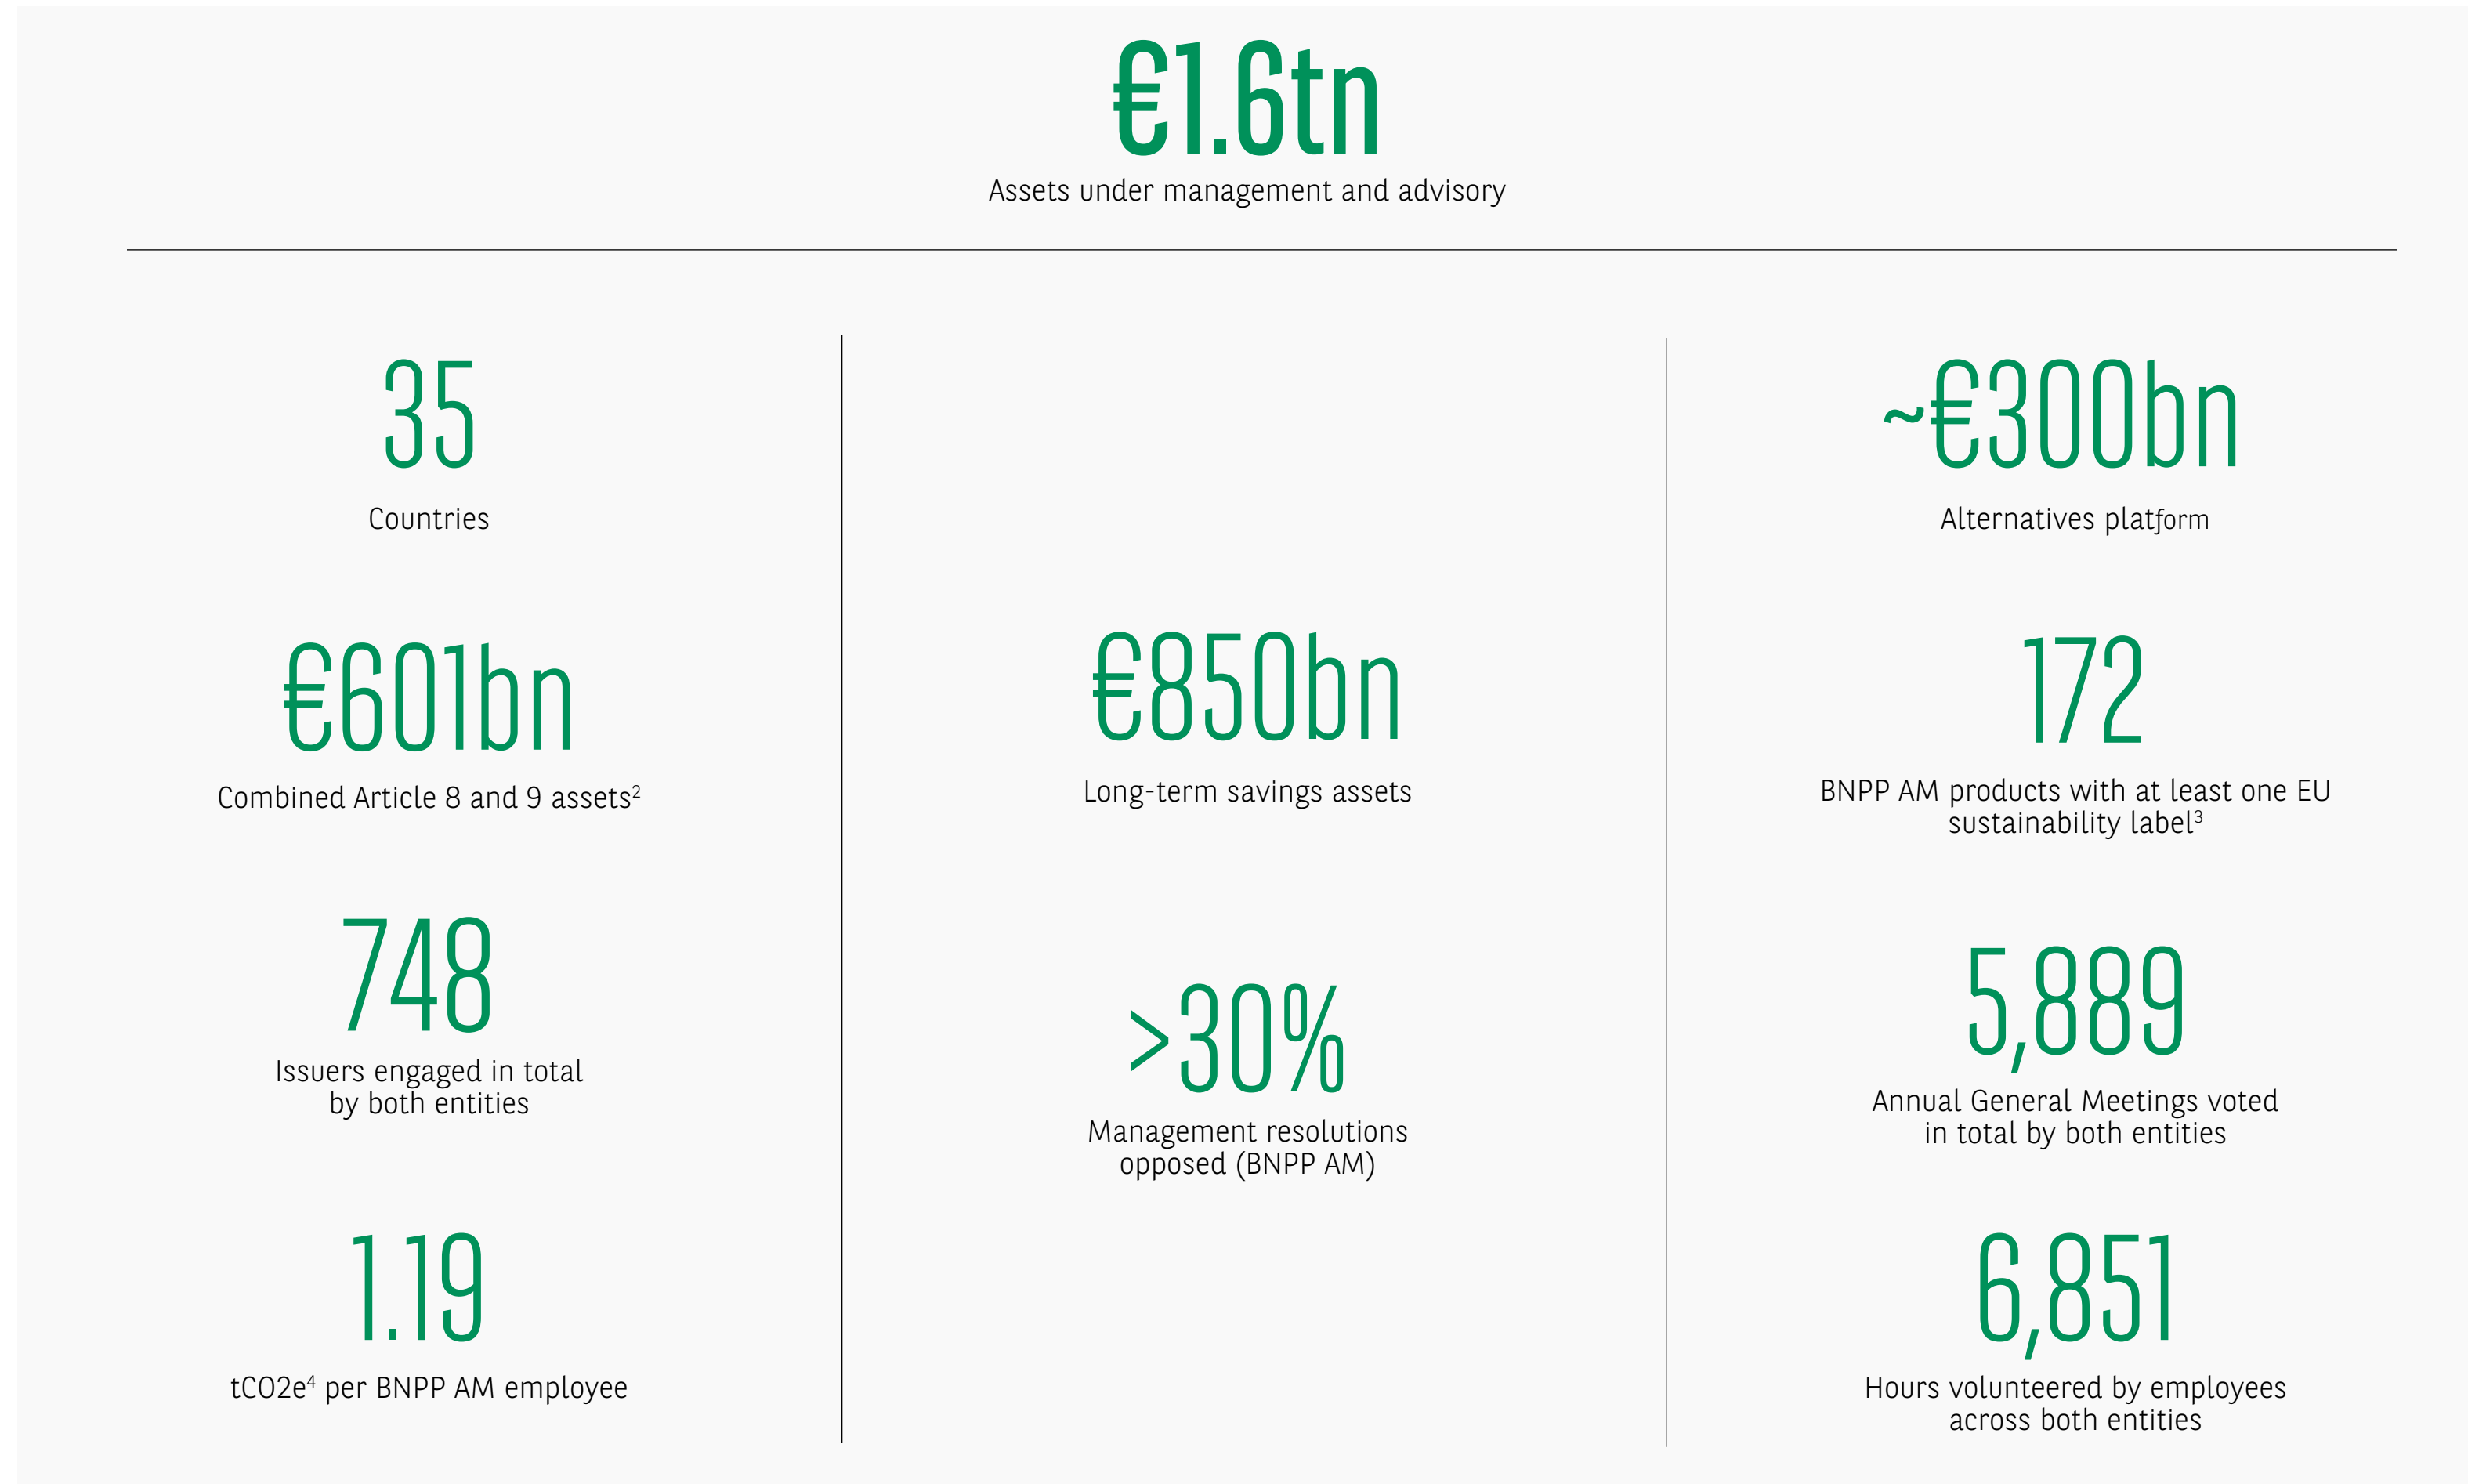 €1.6tn
Assets under management and advisory
35
Countries
€601bn
Combined Article 8 and 9 assets²
748
Issuers engaged in total
by both entities
1.19
tCO2e⁴ per BNPP AM employee
€850bn
Long-term savings assets
>30%
Management resolutions
opposed (BNPP AM)
~€300bn
Alternatives platform
172
BNPP AM products with at least one EU
sustainability label³
5,889
Annual General Meetings voted
in total by both entities
6,851
Hours volunteered by employees
across both entities